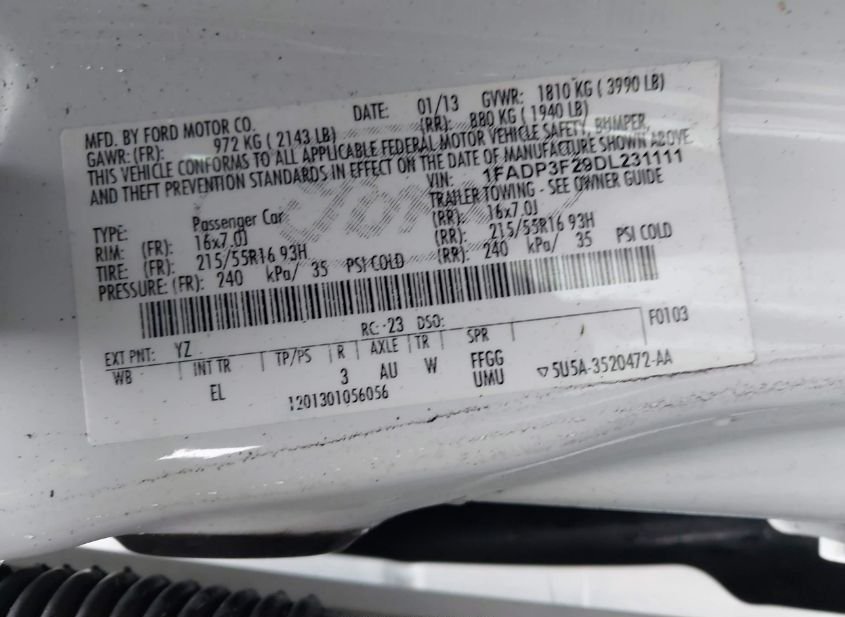 MFD. BY FORD MOTOR CO. DATE: 01/13 GVWR: 1810 KG ( 3990 LB)
GAWR: (FR): 972 KG ( 2143 LB) (RR): 880 KG ( 1940 LB)
THIS VEHICLE CONFORMS TO ALL APPLICABLE FEDERAL MOTOR VEHICLE SAFETY, BUMPER,
AND THEFT PREVENTION STANDARDS IN EFFECT ON THE DATE OF MANUFACTURE SHOWN ABOVE.
VIN: 1FADP3F29DL231111
TYPE: Passenger Car TRAILER TOWING - SEE OWNER GUIDE
RIM: (FR): 16x7.0J (RR): 16x7.0J
TIRE: (FR): 215/55R16 93H (RR): 215/55R16 93H
PRESSURE: (FR): 240 kPa/ 35 PSI COLD (RR): 240 kPa/ 35 PSI COLD
RC: 23 DSO: F0103
EXT PNT: YZ
WB INT TR TP/PS R AXLE TR SPR
EL 3 AU W FFGG ▽5U5A-3520472-AA
UMU
1201301056056